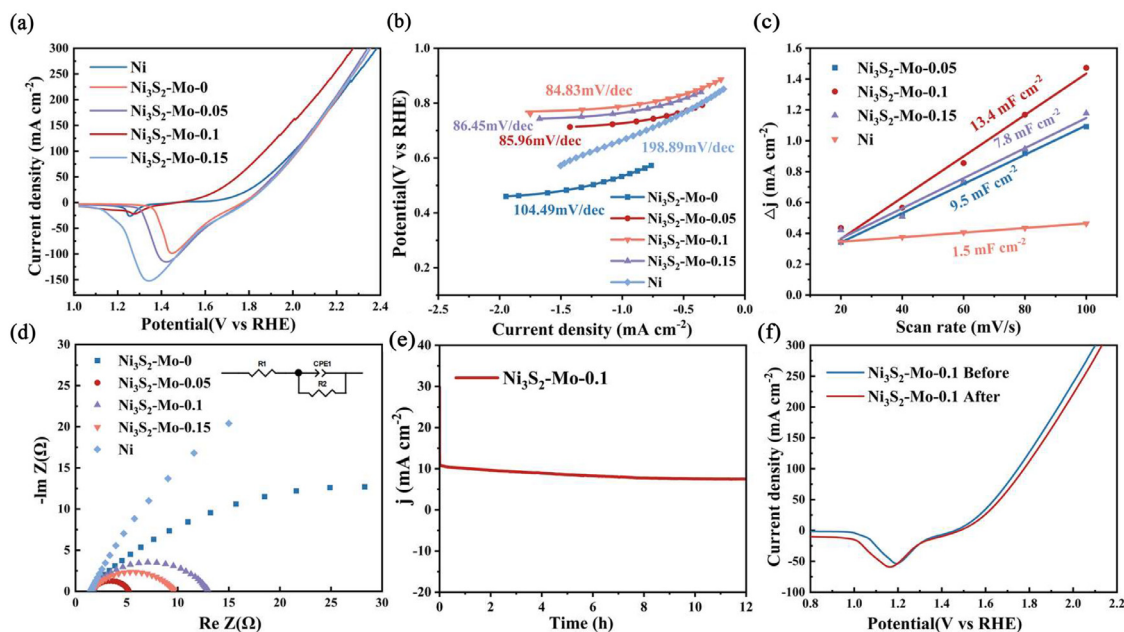 (a)
300
250
200
150
100
50
0
-50
-100
-150
1.0 1.2 1.4 1.6 1.8 2.0 2.2 2.4
Current density (mA cm⁻²)
Potential(V vs RHE)
Ni
Ni₃S₂-Mo-0
Ni₃S₂-Mo-0.05
Ni₃S₂-Mo-0.1
Ni₃S₂-Mo-0.15
(b)
1.0
0.8
0.6
0.4
0.2
0.0
-2.0 -1.5 -1.0 -0.5 0.0
Potential(V vs RHE)
Current density (mA cm⁻²)
84.83mV/dec
86.45mV/dec
85.96mV/dec
198.89mV/dec
104.49mV/dec
Ni₃S₂-Mo-0
Ni₃S₂-Mo-0.05
Ni₃S₂-Mo-0.1
Ni₃S₂-Mo-0.15
Ni
(c)
1.6
1.4
1.2
1.0
0.8
0.6
0.4
0.2
0.0
20 40 60 80 100
△j (mA cm⁻²)
Scan rate (mV/s)
Ni₃S₂-Mo-0.05
Ni₃S₂-Mo-0.1
Ni₃S₂-Mo-0.15
Ni
13.4 mF cm⁻²
7.8 mF cm⁻²
9.5 mF cm⁻²
1.5 mF cm⁻²
(d)
-30
-25
-20
-15
-10
-5
0
0 5 10 15 20 25 30
-Im Z(Ω)
Re Z(Ω)
Ni₃S₂-Mo-0
Ni₃S₂-Mo-0.05
Ni₃S₂-Mo-0.1
Ni₃S₂-Mo-0.15
Ni
R1 CPE1
R2
(e)
40
30
20
10
0
-10
-20
0 2 4 6 8 10 12
j (mA cm⁻²)
Time (h)
Ni₃S₂-Mo-0.1
(f)
300
250
200
150
100
50
0
-50
-100
0.8 1.0 1.2 1.4 1.6 1.8 2.0 2.2
Current density (mA cm⁻²)
Potential(V vs RHE)
Ni₃S₂-Mo-0.1 Before
Ni₃S₂-Mo-0.1 After